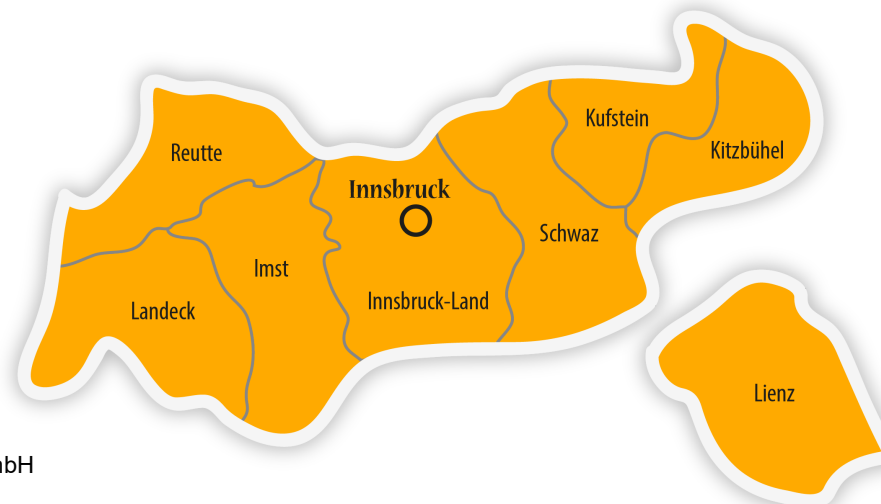 Kufstein
Kitzbühel
Reutte
Innsbruck
Schwaz
Imst
Innsbruck-Land
Landeck
Lienz
bH